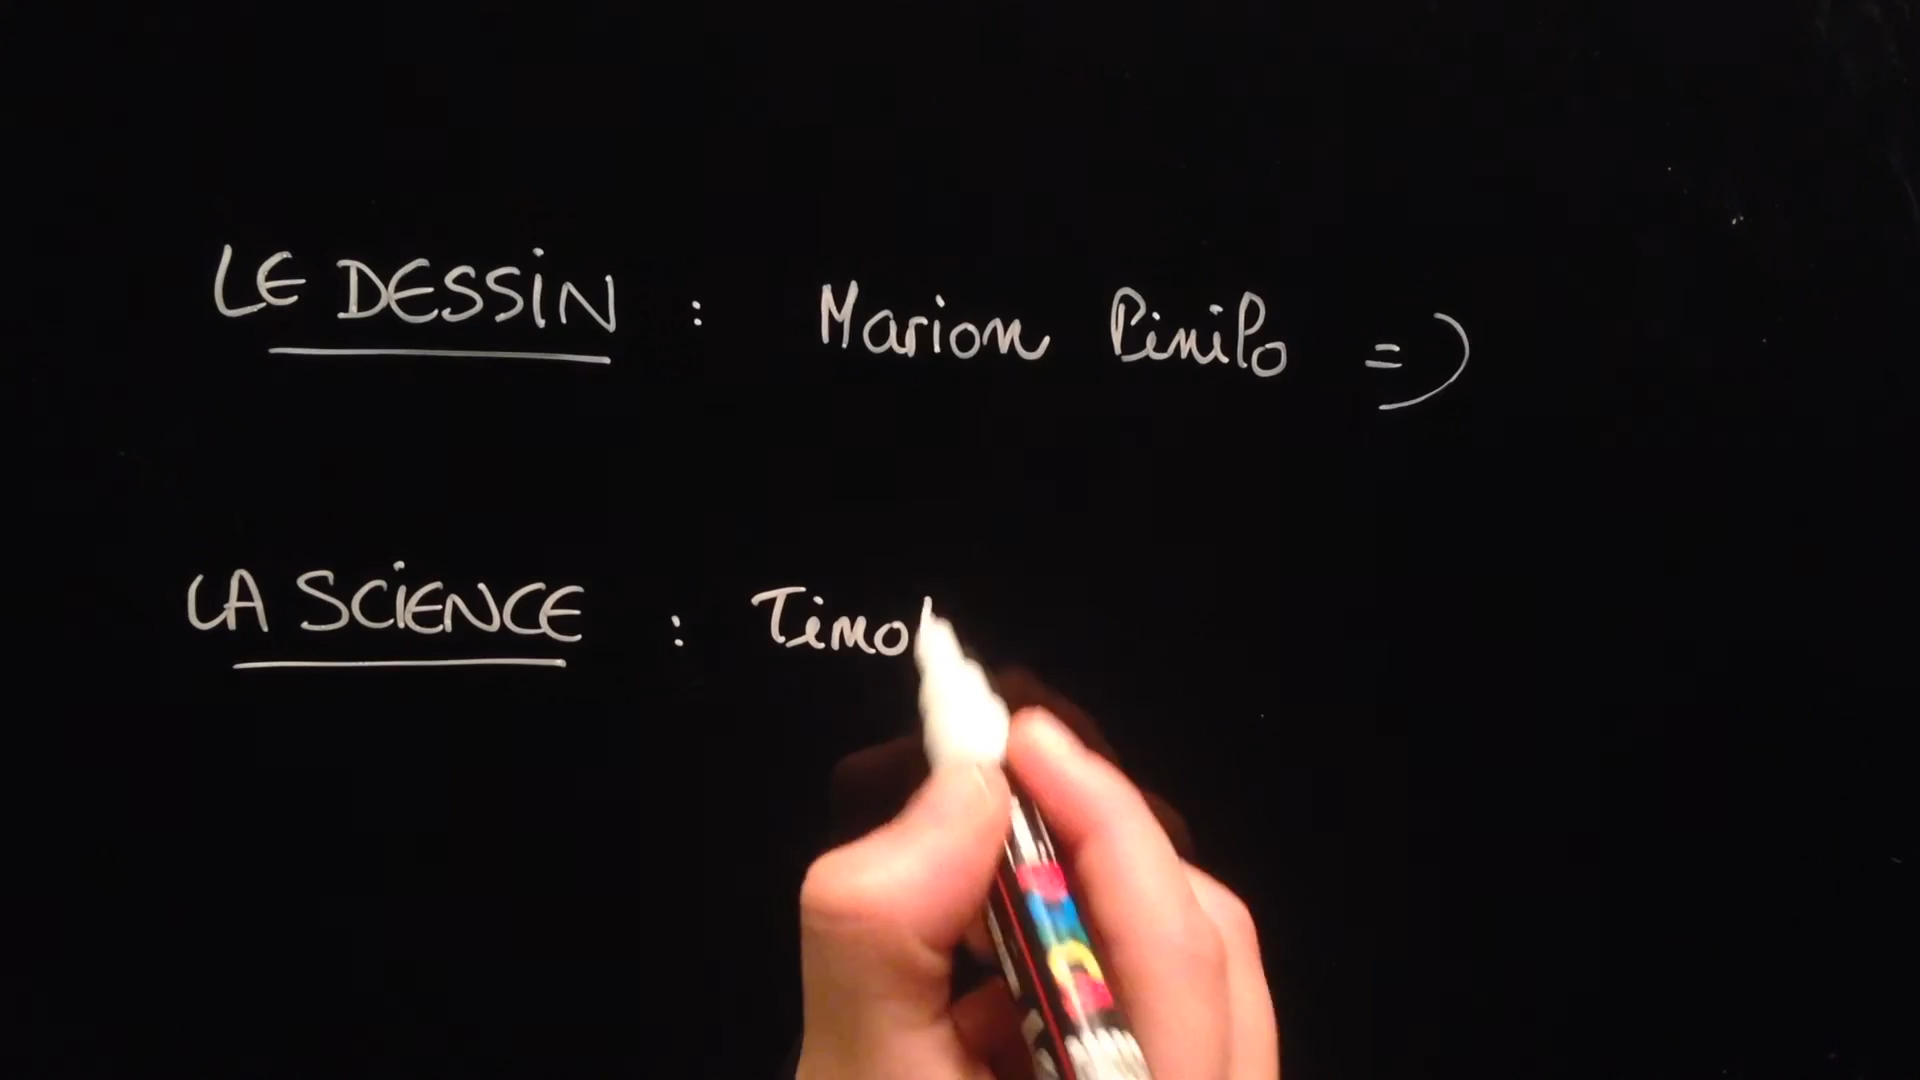 LE DESSIN : Marion Pinilo =)
LA SCIENCE : Timo